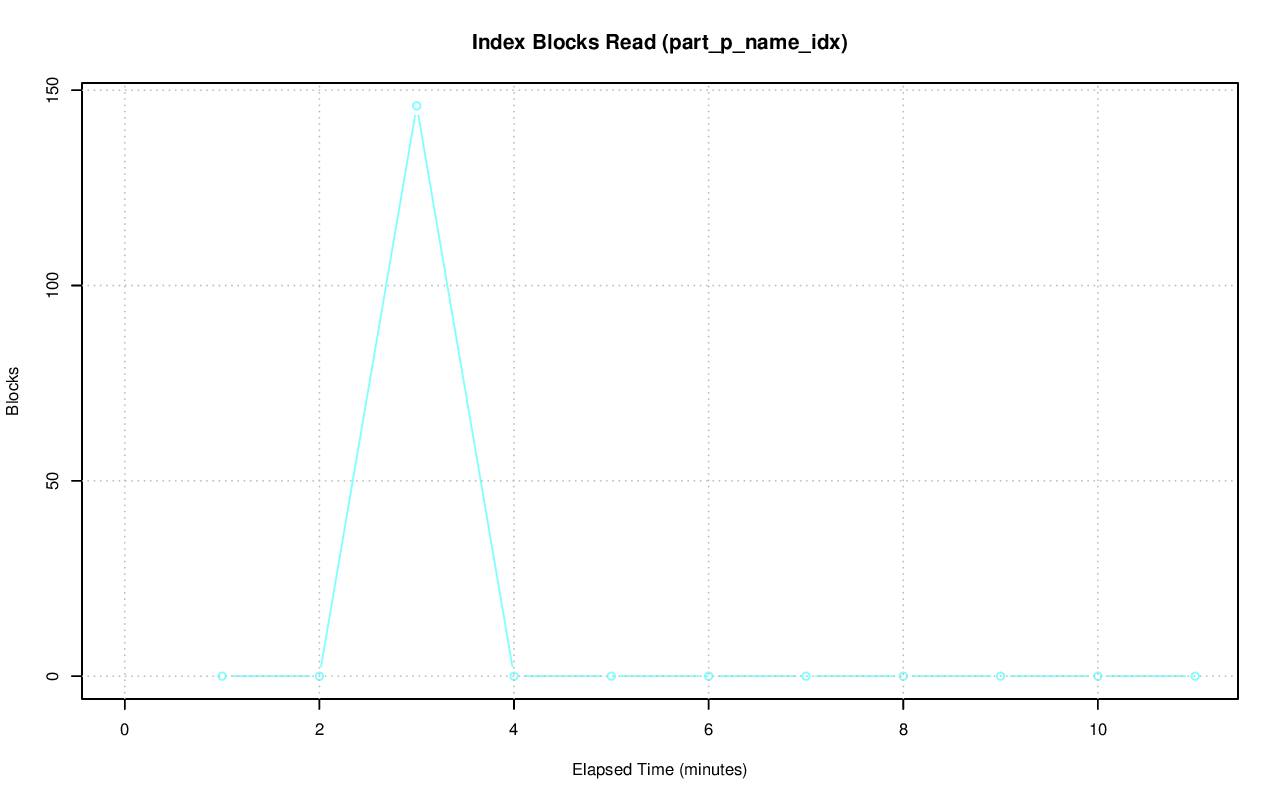 Index Blocks Read (part_p_name_idx)
150
100
50
0
Blocks
0 2 4 6 8 10
Elapsed Time (minutes)